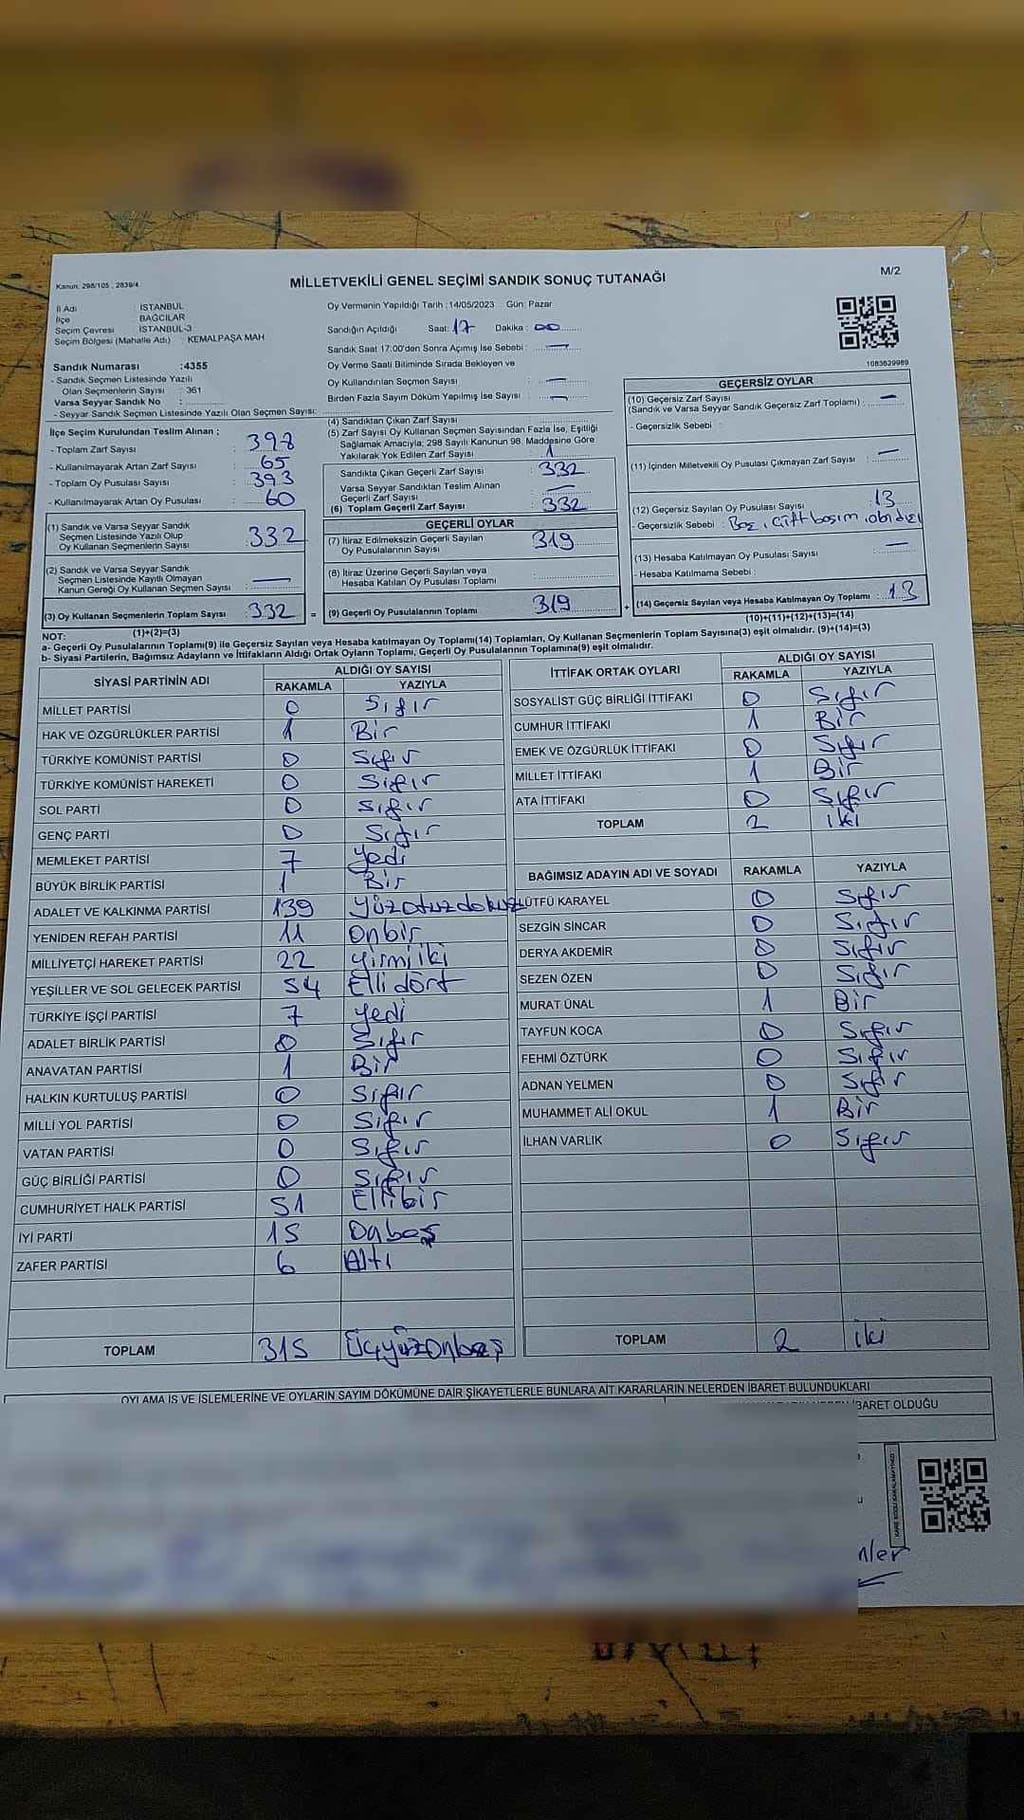 Kanun: 298/105 , 2839/4
MİLLETVEKİLİ GENEL SEÇİMİ SANDIK SONUÇ TUTANAĞI
M/2
İl Adı İSTANBUL
İlçe BAĞCILAR
Seçim Çevresi İSTANBUL-3
Seçim Bölgesi (Mahalle Adı) : KEMALPAŞA MAH
Sandık Numarası :4355
- Sandık Seçmen Listesinde Yazılı
Olan Seçmenlerin Sayısı : 361
Varsa Seyyar Sandık No :
- Seyyar Sandık Seçmen Listesinde Yazılı Olan Seçmen Sayısı:
Oy Vermenin Yapıldığı Tarih :14/05/2023 Gün: Pazar
Sandığın Açıldığı Saat: 17 Dakika : 00
Sandık Saat 17:00'den Sonra Açımış İse Sebebi : —
Oy Verme Saati Bitiminde Sırada Bekleyen ve
Oy Kullandırılan Seçmen Sayısı : —
Birden Fazla Sayım Döküm Yapılmış İse Sayısı : —
1083629989
İlçe Seçim Kurulundan Teslim Alınan ;
- Toplam Zarf Sayısı : 398
- Kullanılmayarak Artan Zarf Sayısı : 65
- Toplam Oy Pusulası Sayısı : 393
- Kullanılmayarak Artan Oy Pusulası : 60
(1) Sandık ve Varsa Seyyar Sandık
Seçmen Listesinde Yazılı Olup
Oy Kullanan Seçmenlerin Sayısı : 332
(2) Sandık ve Varsa Seyyar Sandık
Seçmen Listesinde Kayıtlı Olmayan
Kanun Gereği Oy Kullanan Seçmen Sayısı : —
(3) Oy Kullanan Seçmenlerin Toplam Sayısı : 332 =
(1)+(2)=(3)
(4) Sandıktan Çıkan Zarf Sayısı :
(5) Zarf Sayısı Oy Kullanan Seçmen Sayısından Fazla İse, Eşitliği
Sağlamak Amacıyla; 298 Sayılı Kanunun 98. Maddesine Göre
Yakılarak Yok Edilen Zarf Sayısı : 1
Sandıkta Çıkan Geçerli Zarf Sayısı : 332
Varsa Seyyar Sandıktan Teslim Alınan
Geçerli Zarf Sayısı : —
(6) Toplam Geçerli Zarf Sayısı : 332
GEÇERLİ OYLAR
(7) İtiraz Edilmeksizin Geçerli Sayılan
Oy Pusulalarının Sayısı : 319
(8) İtiraz Üzerine Geçerli Sayılan veya
Hesaba Katılan Oy Pusulası Toplamı :
(9) Geçerli Oy Pusulalarının Toplamı : 319 +
GEÇERSİZ OYLAR
(10) Geçersiz Zarf Sayısı
(Sandık ve Varsa Seyyar Sandık Geçersiz Zarf Toplamı) : —
- Geçersizlik Sebebi :
(11) İçinden Milletvekili Oy Pusulası Çıkmayan Zarf Sayısı : —
(12) Geçersiz Sayılan Oy Pusulası Sayısı : 13
- Geçersizlik Sebebi : Boş, çift basım,
(13) Hesaba Katılmayan Oy Pusulası Sayısı : —
- Hesaba Katılmama Sebebi :
(14) Geçersiz Sayılan veya Hesaba Katılmayan Oy Toplamı : 13
(10)+(11)+(12)+(13)=(14)
NOT:
a- Geçerli Oy Pusulalarının Toplamı(9) ile Geçersiz Sayılan veya Hesaba katılmayan Oy Toplamı(14) Toplamları, Oy Kullanan Seçmenlerin Toplam Sayısına(3) eşit olmalıdır. (9)+(14)=(3)
b- Siyasi Partilerin, Bağımsız Adayların ve İttifakların Aldığı Ortak Oyların Toplamı, Geçerli Oy Pusulalarının Toplamına(9) eşit olmalıdır.
SİYASİ PARTİNİN ADI ALDIĞI OY SAYISI
RAKAMLA YAZIYLA
MİLLET PARTİSİ 0 Sıfır
HAK VE ÖZGÜRLÜKLER PARTİSİ 1 Bir
TÜRKİYE KOMÜNİST PARTİSİ 0 Sıfır
TÜRKİYE KOMÜNİST HAREKETİ 0 Sıfır
SOL PARTİ 0 Sıfır
GENÇ PARTİ 0 Sıfır
MEMLEKET PARTİSİ 7 Yedi
BÜYÜK BİRLİK PARTİSİ 1 Bir
ADALET VE KALKINMA PARTİSİ 139 Yüzotuzdokuz
YENİDEN REFAH PARTİSİ 11 Onbir
MİLLİYETÇİ HAREKET PARTİSİ 22 Yirmiiki
YEŞİLLER VE SOL GELECEK PARTİSİ 54 Ellidört
TÜRKİYE İŞÇİ PARTİSİ 7 Yedi
ADALET BİRLİK PARTİSİ 0 Sıfır
ANAVATAN PARTİSİ 1 Bir
HALKIN KURTULUŞ PARTİSİ 0 Sıfır
MİLLİ YOL PARTİSİ 0 Sıfır
VATAN PARTİSİ 0 Sıfır
GÜÇ BİRLİĞİ PARTİSİ 0 Sıfır
CUMHURİYET HALK PARTİSİ 51 Ellibir
İYİ PARTİ 15 Onbeş
ZAFER PARTİSİ 6 Altı
TOPLAM 315 Üçyüzonbeş
İTTİFAK ORTAK OYLARI ALDIĞI OY SAYISI
RAKAMLA YAZIYLA
SOSYALİST GÜÇ BİRLİĞİ İTTİFAKI 0 Sıfır
CUMHUR İTTİFAKI 1 Bir
EMEK VE ÖZGÜRLÜK İTTİFAKI 0 Sıfır
MİLLET İTTİFAKI 1 Bir
ATA İTTİFAKI 0 Sıfır
TOPLAM 2 iki
BAĞIMSIZ ADAYIN ADI VE SOYADI RAKAMLA YAZIYLA
LÜTFÜ KARAYEL 0 Sıfır
SEZGİN SİNCAR 0 Sıfır
DERYA AKDEMİR 0 Sıfır
SEZEN ÖZEN 0 Sıfır
MURAT ÜNAL 1 Bir
TAYFUN KOCA 0 Sıfır
FEHMİ ÖZTÜRK 0 Sıfır
ADNAN YELMEN 0 Sıfır
MUHAMMET ALİ OKUL 1 Bir
İLHAN VARLIK 0 Sıfır
TOPLAM 2 iki
OYLAMA İŞ VE İŞLEMLERİNE VE OYLARIN SAYIM DÖKÜMÜNE DAİR ŞİKAYETLERLE BUNLARA AİT KARARLARIN NELERDEN İBARET BULUNDUKLARI
İBARET OLDUĞU